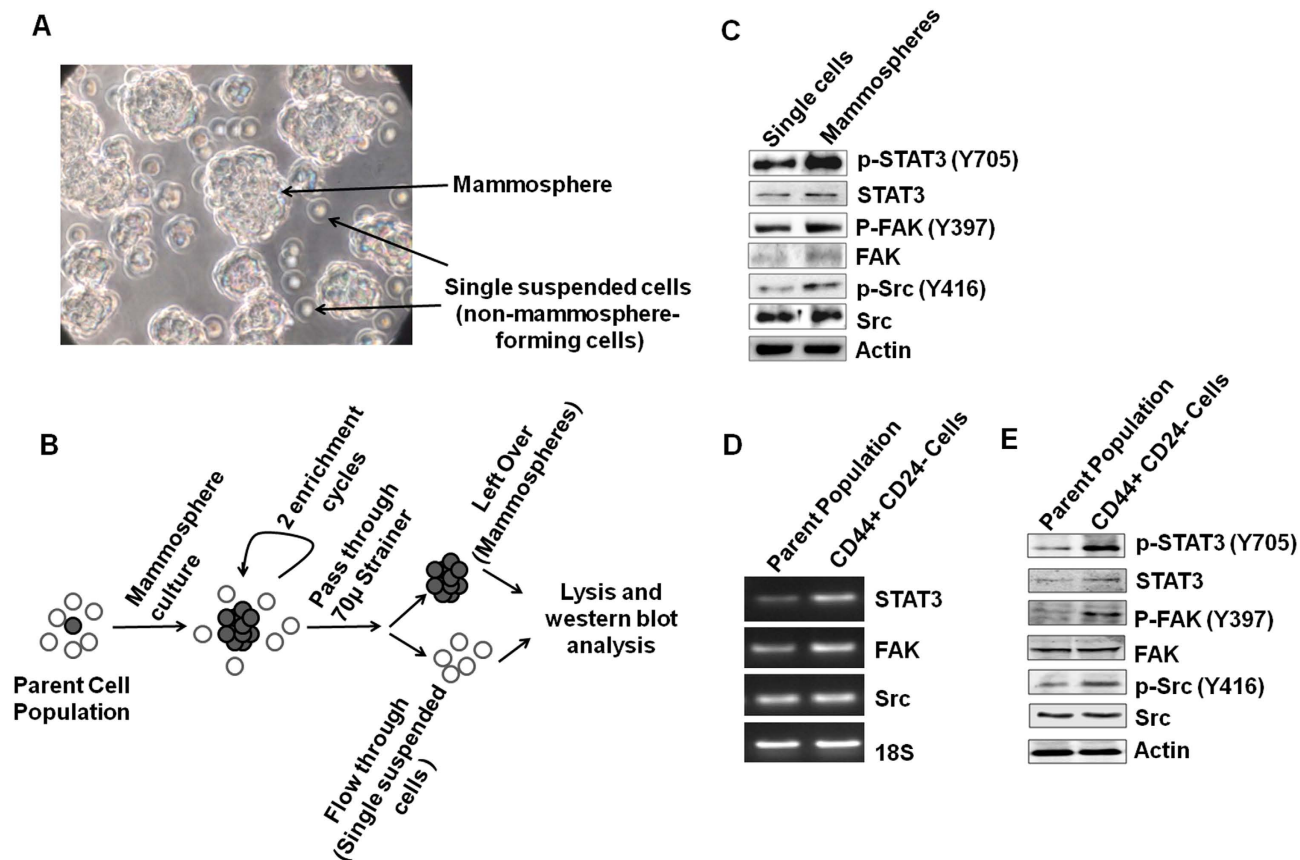 A
Mammosphere
Single suspended cells
(non-mammosphere-
forming cells)
B
Parent Cell
Population
Mammosphere
culture
2 enrichment
cycles
Pass through
70µ Strainer
Left Over
(Mammospheres)
Flow through
(Single suspended
cells )
Lysis and
western blot
analysis
C
Single cells
Mammospheres
p-STAT3 (Y705)
STAT3
P-FAK (Y397)
FAK
p-Src (Y416)
Src
Actin
D
Parent Population
CD44+ CD24- Cells
STAT3
FAK
Src
18S
E
Parent Population
CD44+ CD24- Cells
p-STAT3 (Y705)
STAT3
P-FAK (Y397)
FAK
p-Src (Y416)
Src
Actin